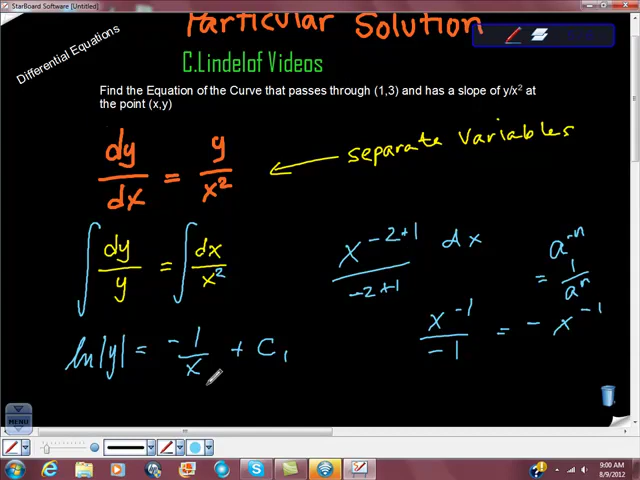 StarBoard Software [Untitled]
Particular Solution
Differential Equations
C.Lindelof Videos
Find the Equation of the Curve that passes through (1,3) and has a slope of y/x² at
the point (x,y)
dy/dx = y/x²
separate variables
∫ dy/y = ∫ dx/x²
x^(-2+1)/(-2+1) dx
a^(-n) = 1/a^n
ln|y| = -1/x + C₁
x^(-1)/(-1) = -x^(-1)
MENU
9:00 AM
8/9/2012